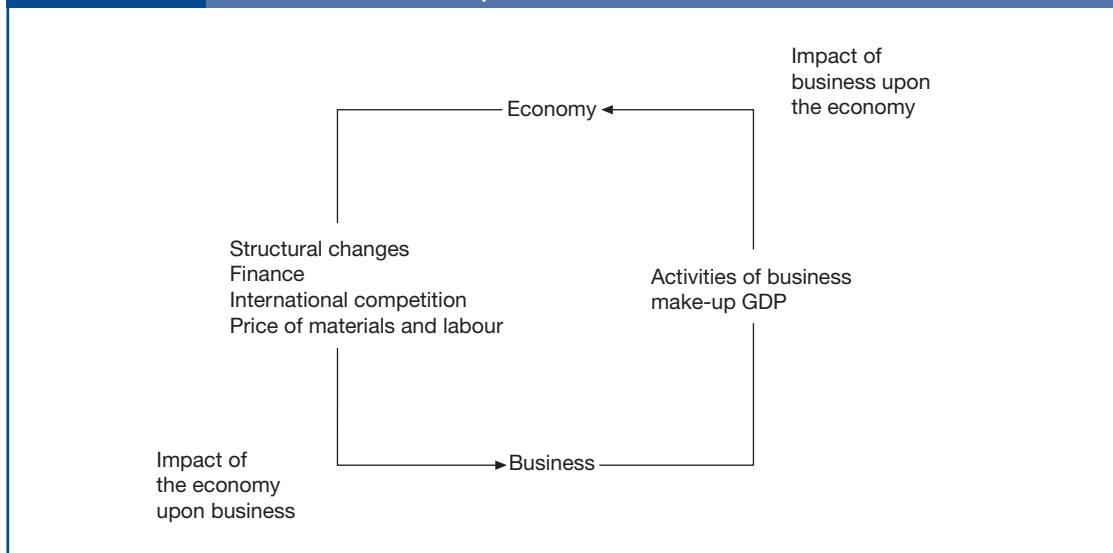 Impact of
business upon
the economy
Economy
Structural changes
Finance
International competition
Price of materials and labour
Activities of business
make-up GDP
Business
Impact of
the economy
upon business